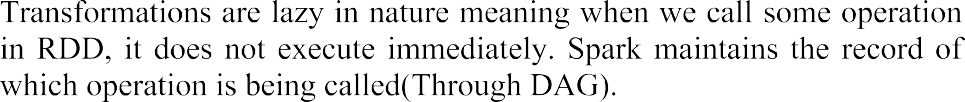 Transformations are lazy in nature meaning when we call some operation
in RDD, it does not execute immediately. Spark maintains the record of
which operation is being called(Through DAG).